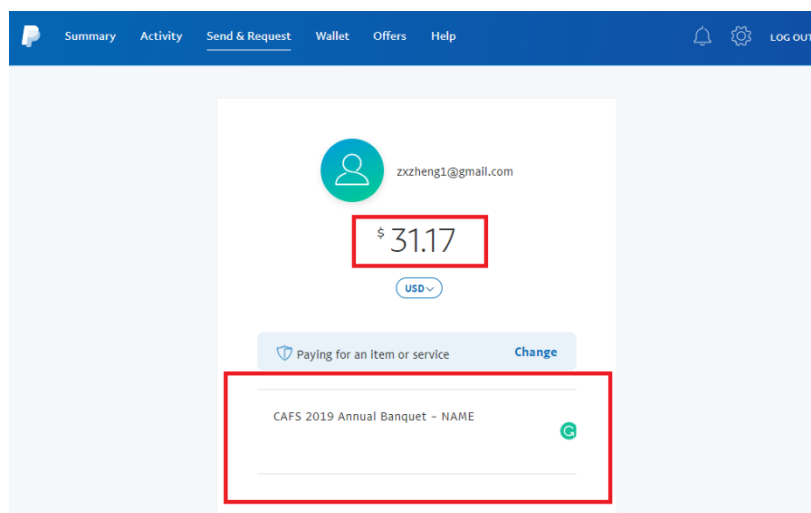 Summary Activity Send & Request Wallet Offers Help LOG OUT
zxzheng1@gmail.com
$ 31.17
USD
Paying for an item or service Change
CAFS 2019 Annual Banquet – NAME